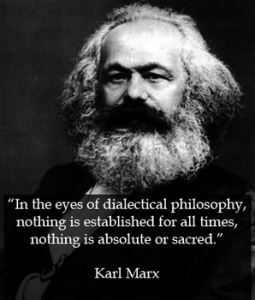 “In the eyes of dialectical philosophy,
nothing is established for all times,
nothing is absolute or sacred.”
Karl Marx